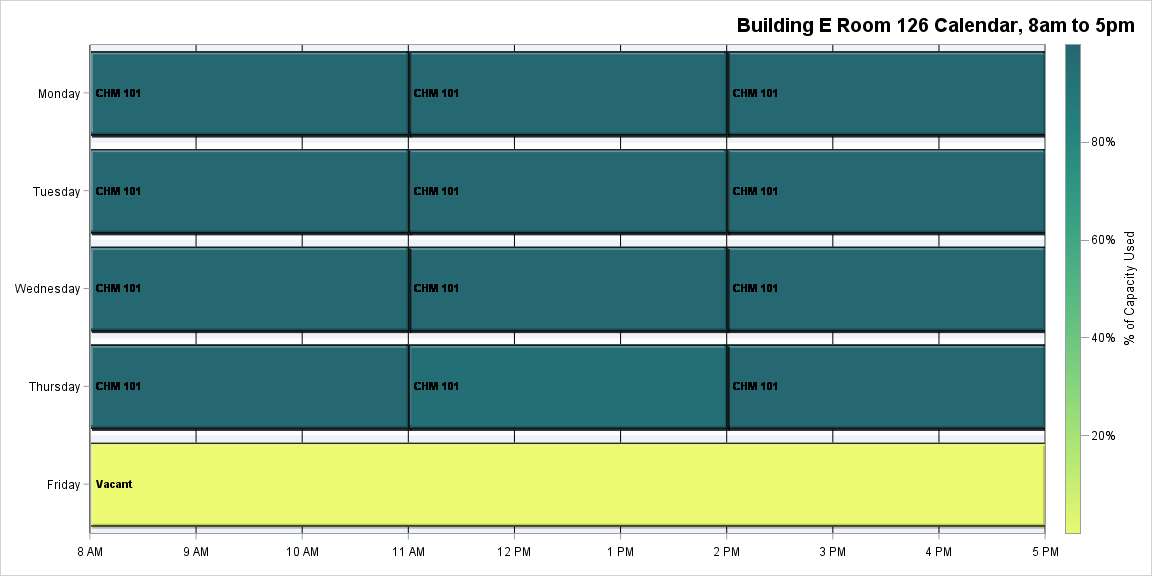 Building E Room 126 Calendar, 8am to 5pm
Monday
CHM 101
CHM 101
CHM 101
Tuesday
CHM 101
CHM 101
CHM 101
Wednesday
CHM 101
CHM 101
CHM 101
Thursday
CHM 101
CHM 101
CHM 101
Friday
Vacant
8 AM
9 AM
10 AM
11 AM
12 PM
1 PM
2 PM
3 PM
4 PM
5 PM
80%
60%
40%
20%
% of Capacity Used